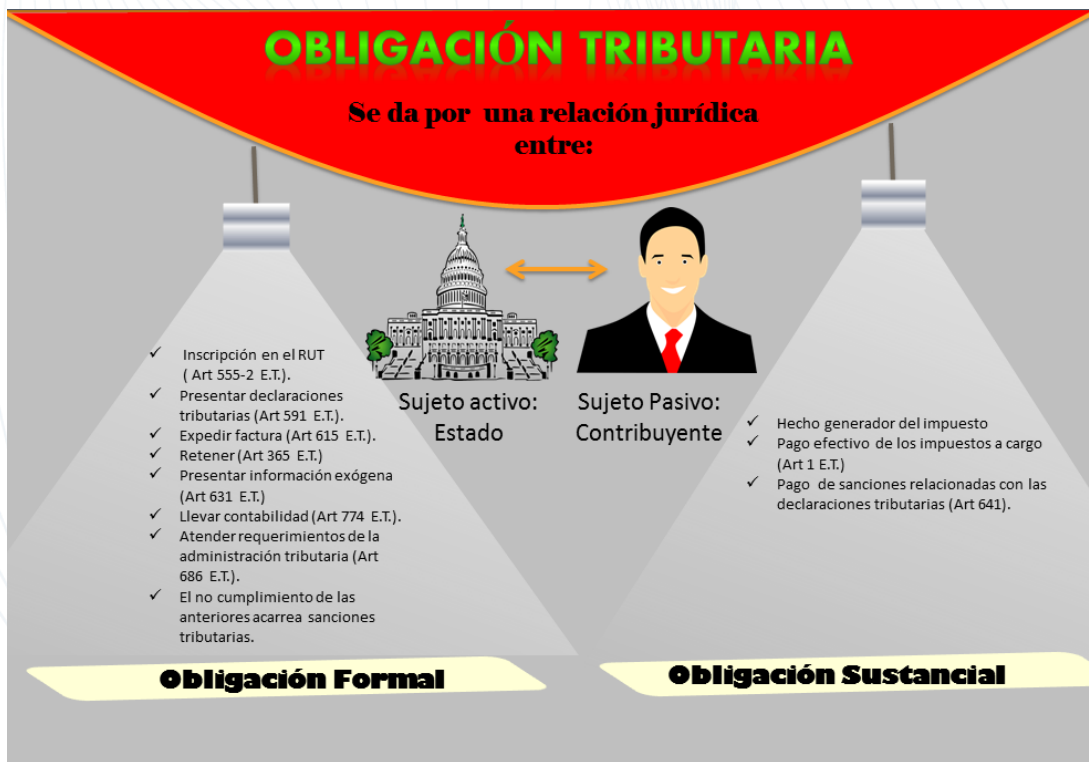 OBLIGACIÓN TRIBUTARIA
Se da por una relación jurídica
entre:
Sujeto activo:
Estado
Sujeto Pasivo:
Contribuyente
✓ Inscripción en el RUT
( Art 555-2 E.T.).
✓ Presentar declaraciones
tributarias (Art 591 E.T.).
✓ Expedir factura (Art 615 E.T.).
✓ Retener (Art 365 E.T.)
✓ Presentar información exógena
(Art 631 E.T.)
✓ Llevar contabilidad (Art 774 E.T.).
✓ Atender requerimientos de la
administración tributaria (Art
686 E.T.).
✓ El no cumplimiento de las
anteriores acarrea sanciones
tributarias.
Obligación Formal
✓ Hecho generador del impuesto
✓ Pago efectivo de los impuestos a cargo
(Art 1 E.T.)
✓ Pago de sanciones relacionadas con las
declaraciones tributarias (Art 641).
Obligación Sustancial